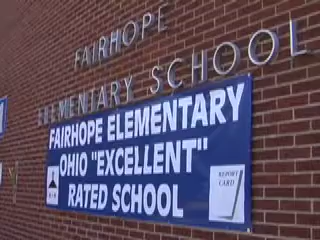 FAIRHOPE
ELEMENTARY SCHOOL
FAIRHOPE ELEMENTARY
OHIO "EXCELLENT"
RATED SCHOOL
REPORT
CARD